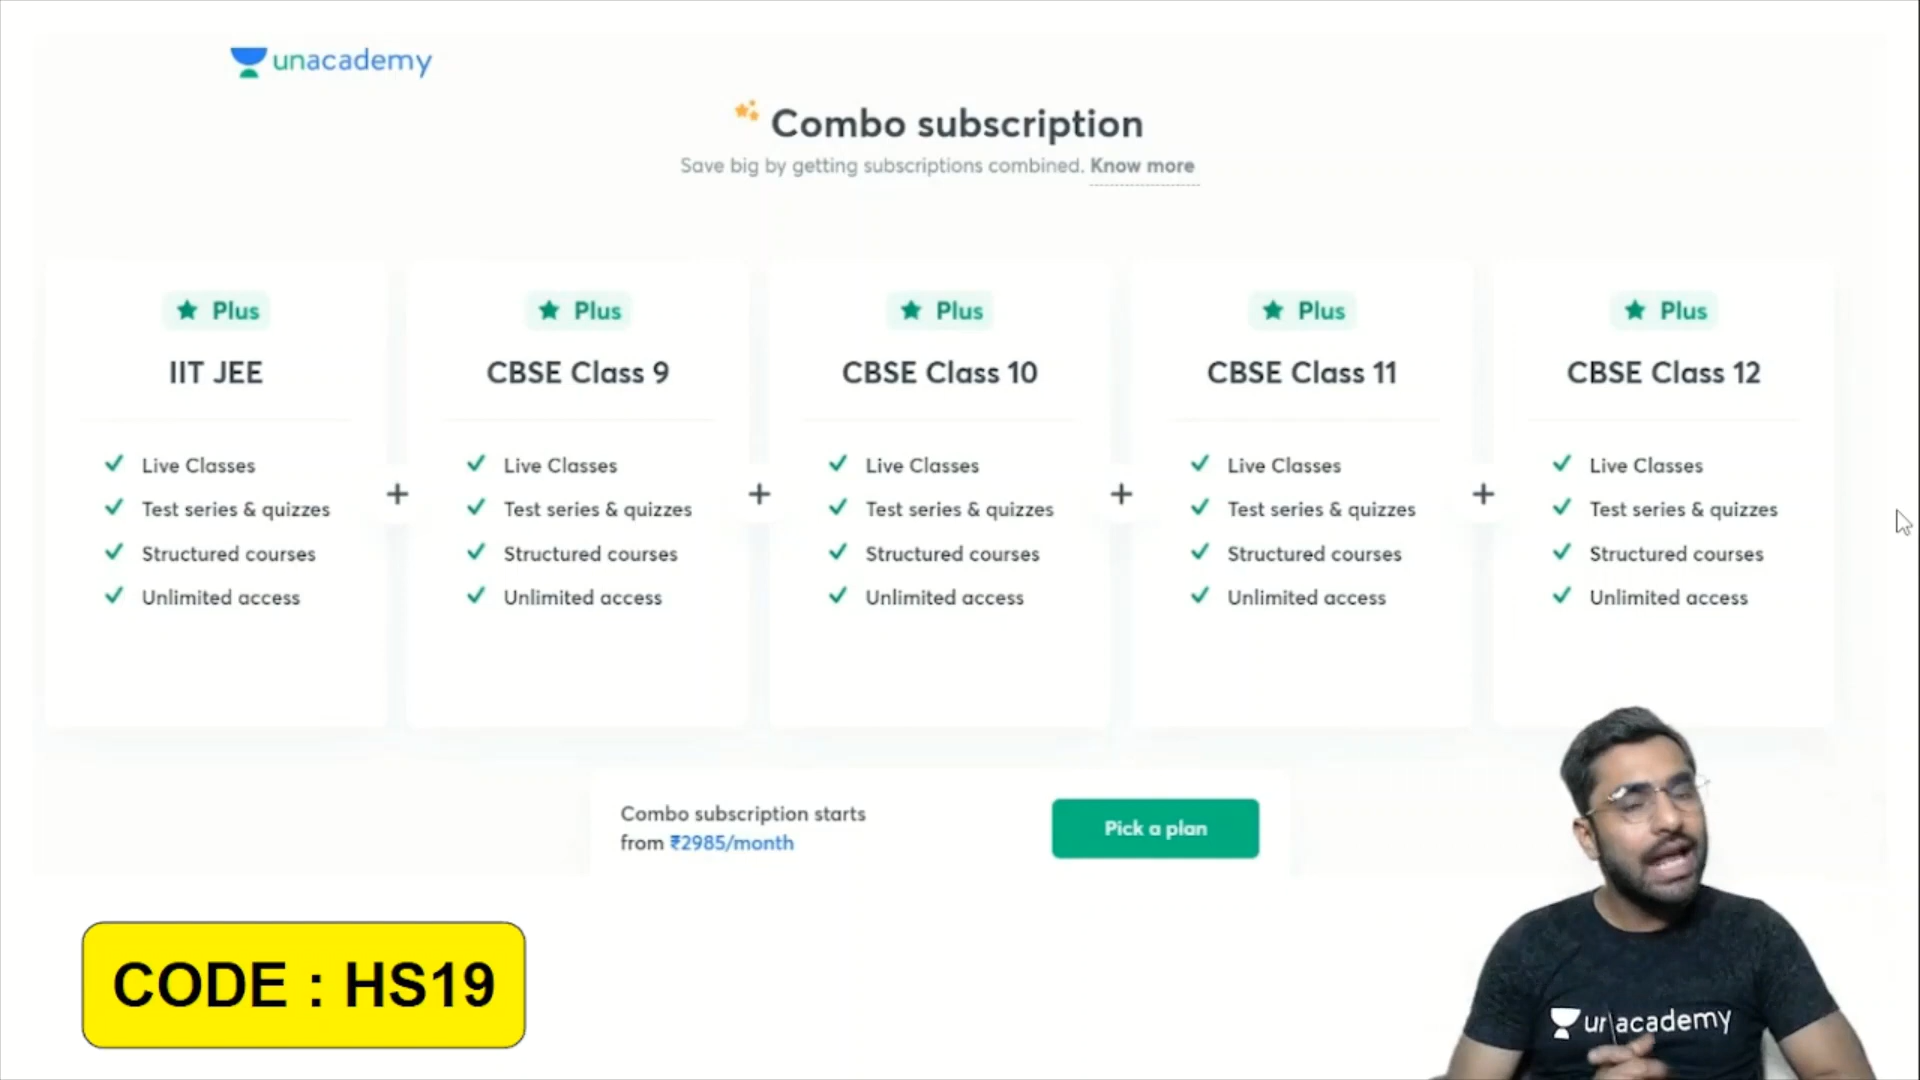 unacademy
Combo subscription
Save big by getting subscriptions combined. Know more
Plus
IIT JEE
Live Classes
Test series & quizzes
Structured courses
Unlimited access
+
Plus
CBSE Class 9
Live Classes
Test series & quizzes
Structured courses
Unlimited access
+
Plus
CBSE Class 10
Live Classes
Test series & quizzes
Structured courses
Unlimited access
+
Plus
CBSE Class 11
Live Classes
Test series & quizzes
Structured courses
Unlimited access
+
Plus
CBSE Class 12
Live Classes
Test series & quizzes
Structured courses
Unlimited access
Combo subscription starts
from ₹2985/month
Pick a plan
CODE : HS19
unacademy